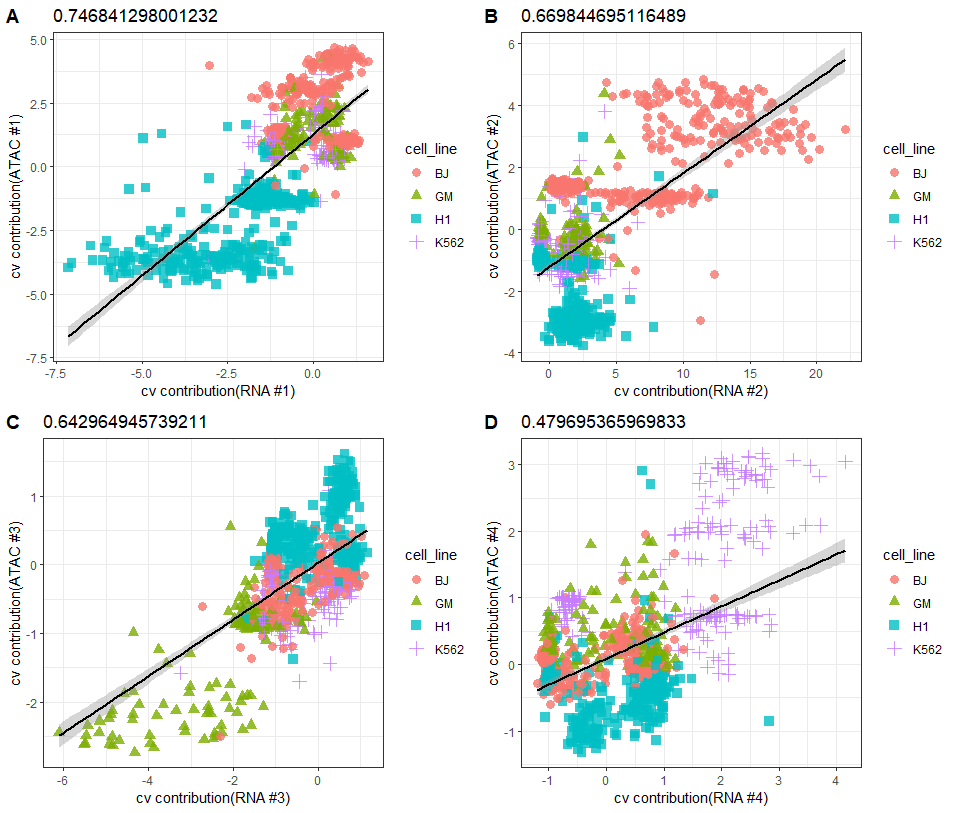 A
0.746841298001232
5.0
2.5
0.0
-2.5
-5.0
-7.5
-7.5
-5.0
-2.5
0.0
cv contribution(RNA #1)
cv contribution(ATAC #1)
cell_line
BJ
GM
H1
K562
B
0.669844695116489
6
4
2
0
-2
-4
0
5
10
15
20
cv contribution(RNA #2)
cv contribution(ATAC #2)
cell_line
BJ
GM
H1
K562
C
0.642964945739211
1
0
-1
-2
-6
-4
-2
0
cv contribution(RNA #3)
cv contribution(ATAC #3)
cell_line
BJ
GM
H1
K562
D
0.479695365969833
3
2
1
0
-1
-1
0
1
2
3
4
cv contribution(RNA #4)
cv contribution(ATAC #4)
cell_line
BJ
GM
H1
K562